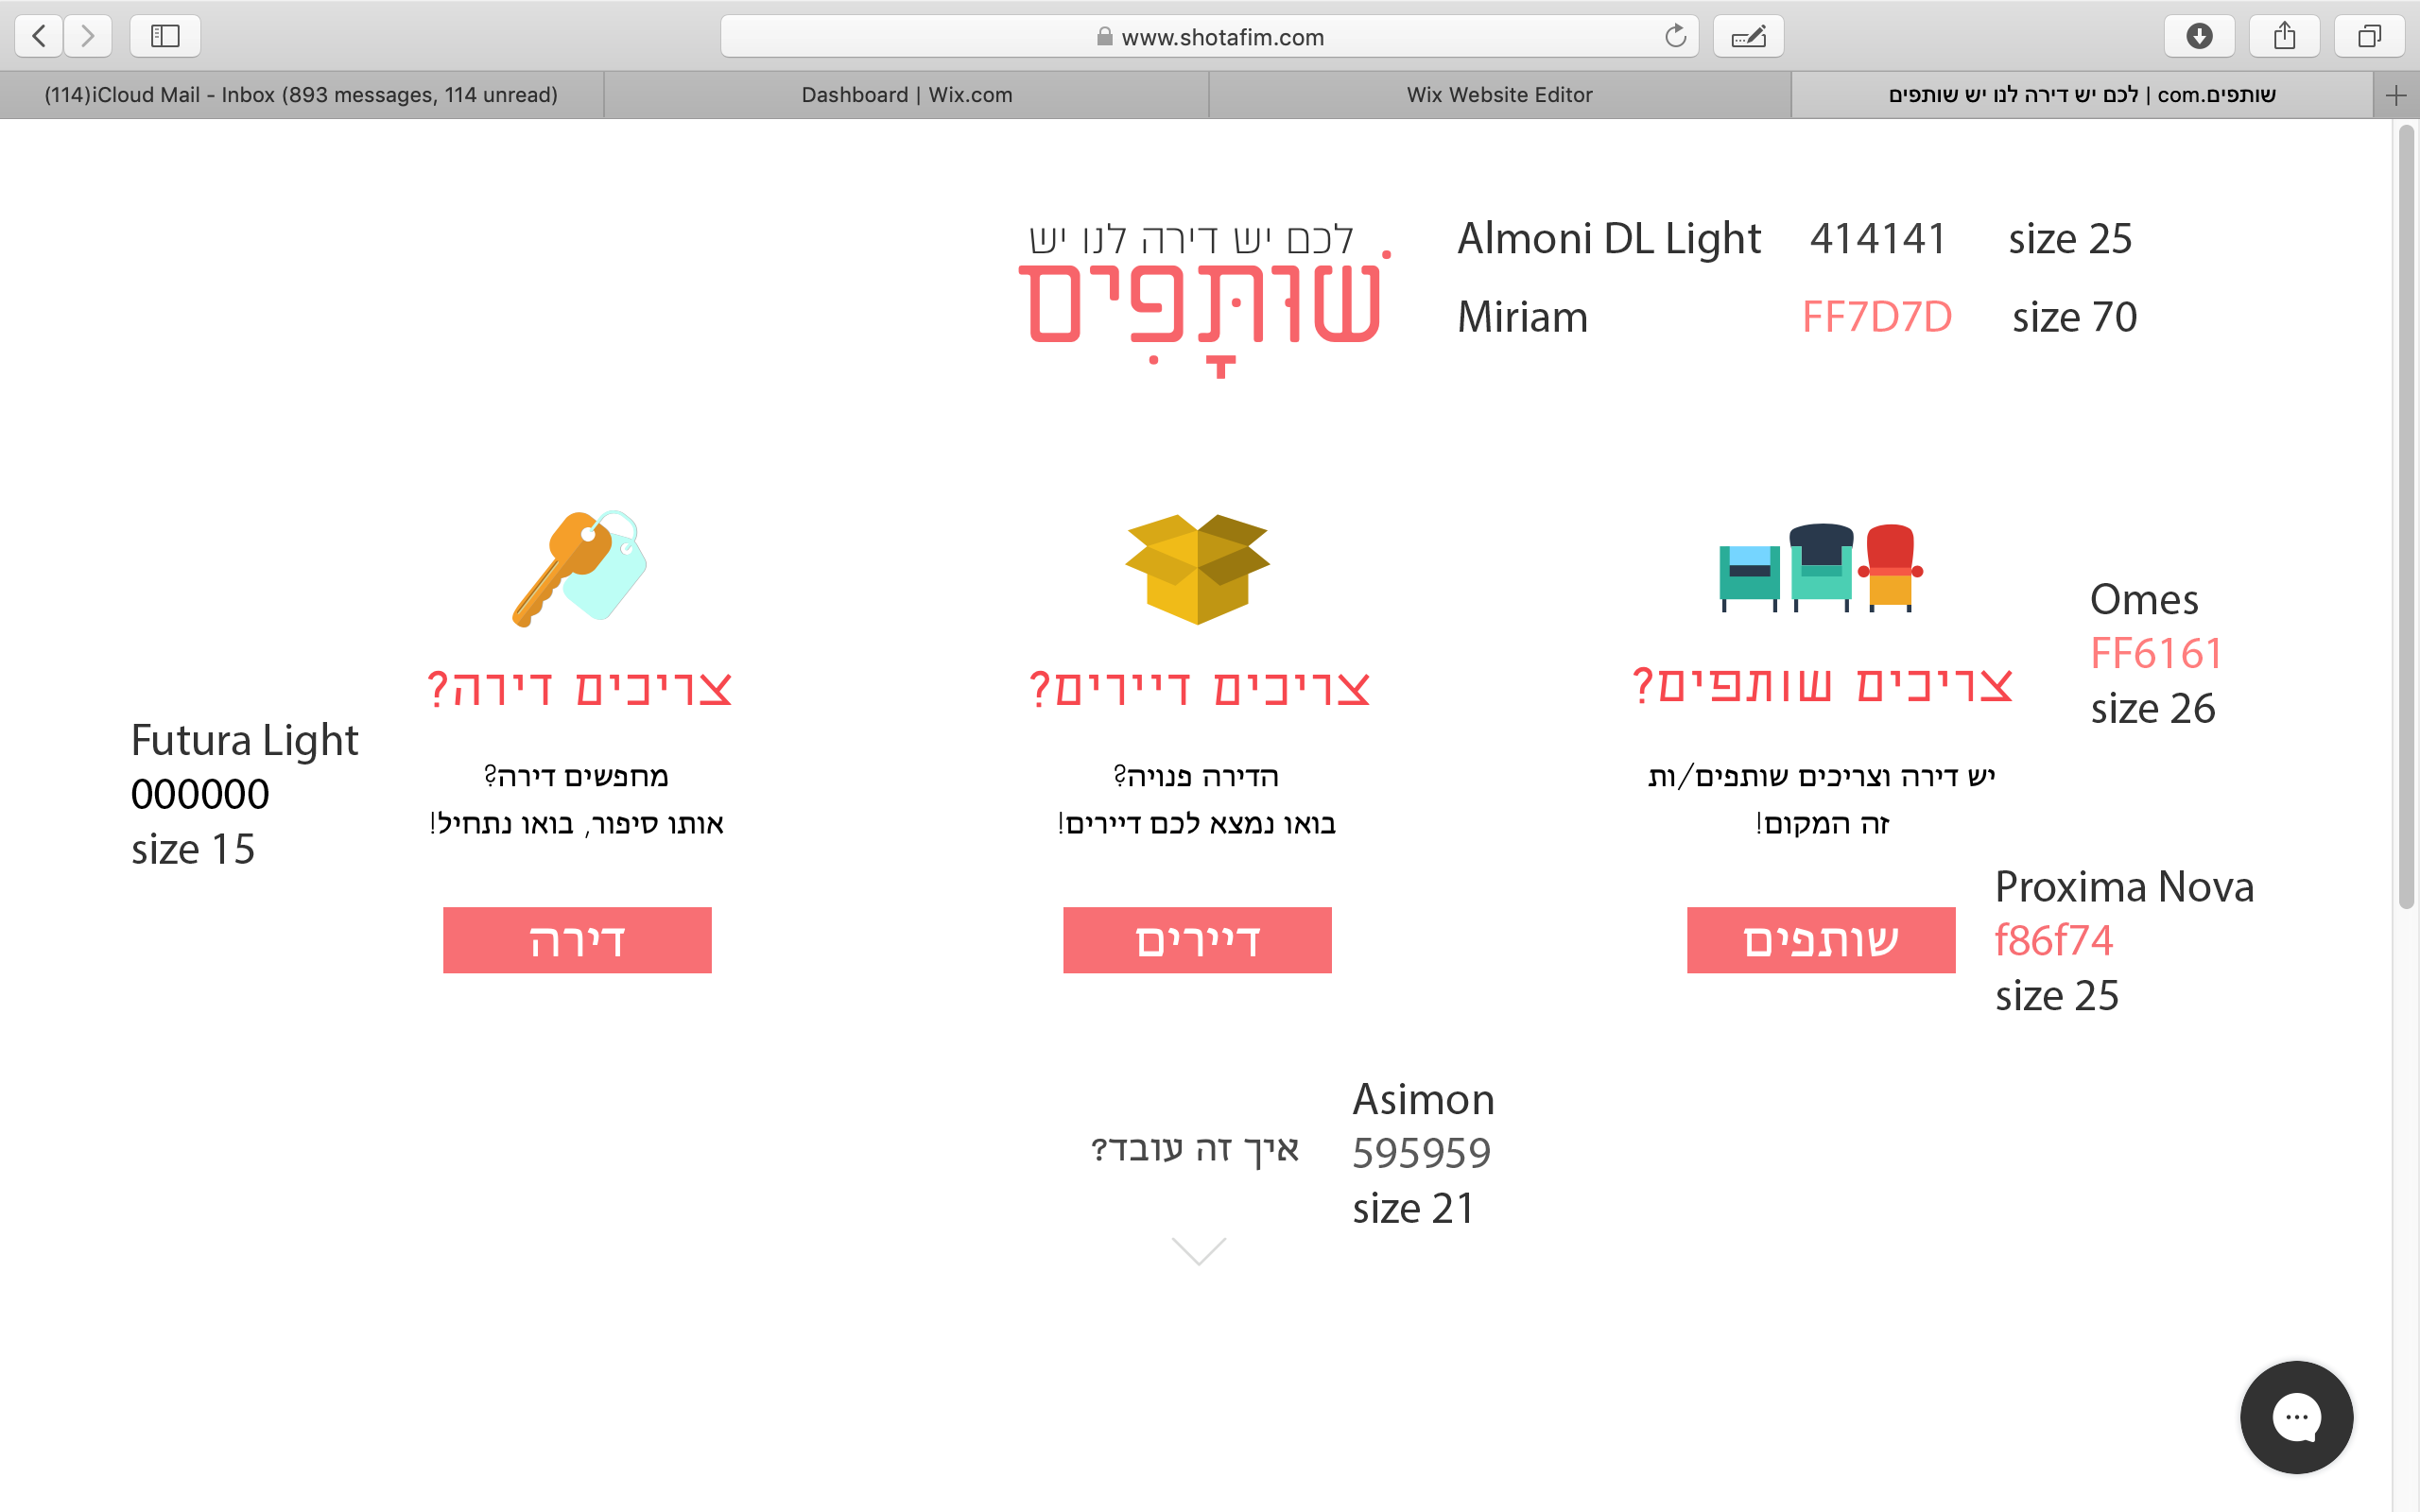 www.shotafim.com
(114)iCloud Mail - Inbox (893 messages, 114 unread)
Dashboard | Wix.com
Wix Website Editor
שותפים.com | לכם יש דירה לנו יש שותפים
לכם יש דירה לנו יש
שׁוּתָּפִים
Almoni DL Light 414141 size 25
Miriam FF7D7D size 70
צריכים שותפים?
יש דירה וצריכים שותפים/ות
זה המקום!
שותפים
Omes
FF6161
size 26
Proxima Nova
f86f74
size 25
צריכים דיירים?
הדירה פנויה?
בואו נמצא לכם דיירים!
דיירים
צריכים דירה?
מחפשים דירה?
אותו סיפור, בואו נתחיל!
דירה
Futura Light
000000
size 15
איך זה עובד?
Asimon
595959
size 21